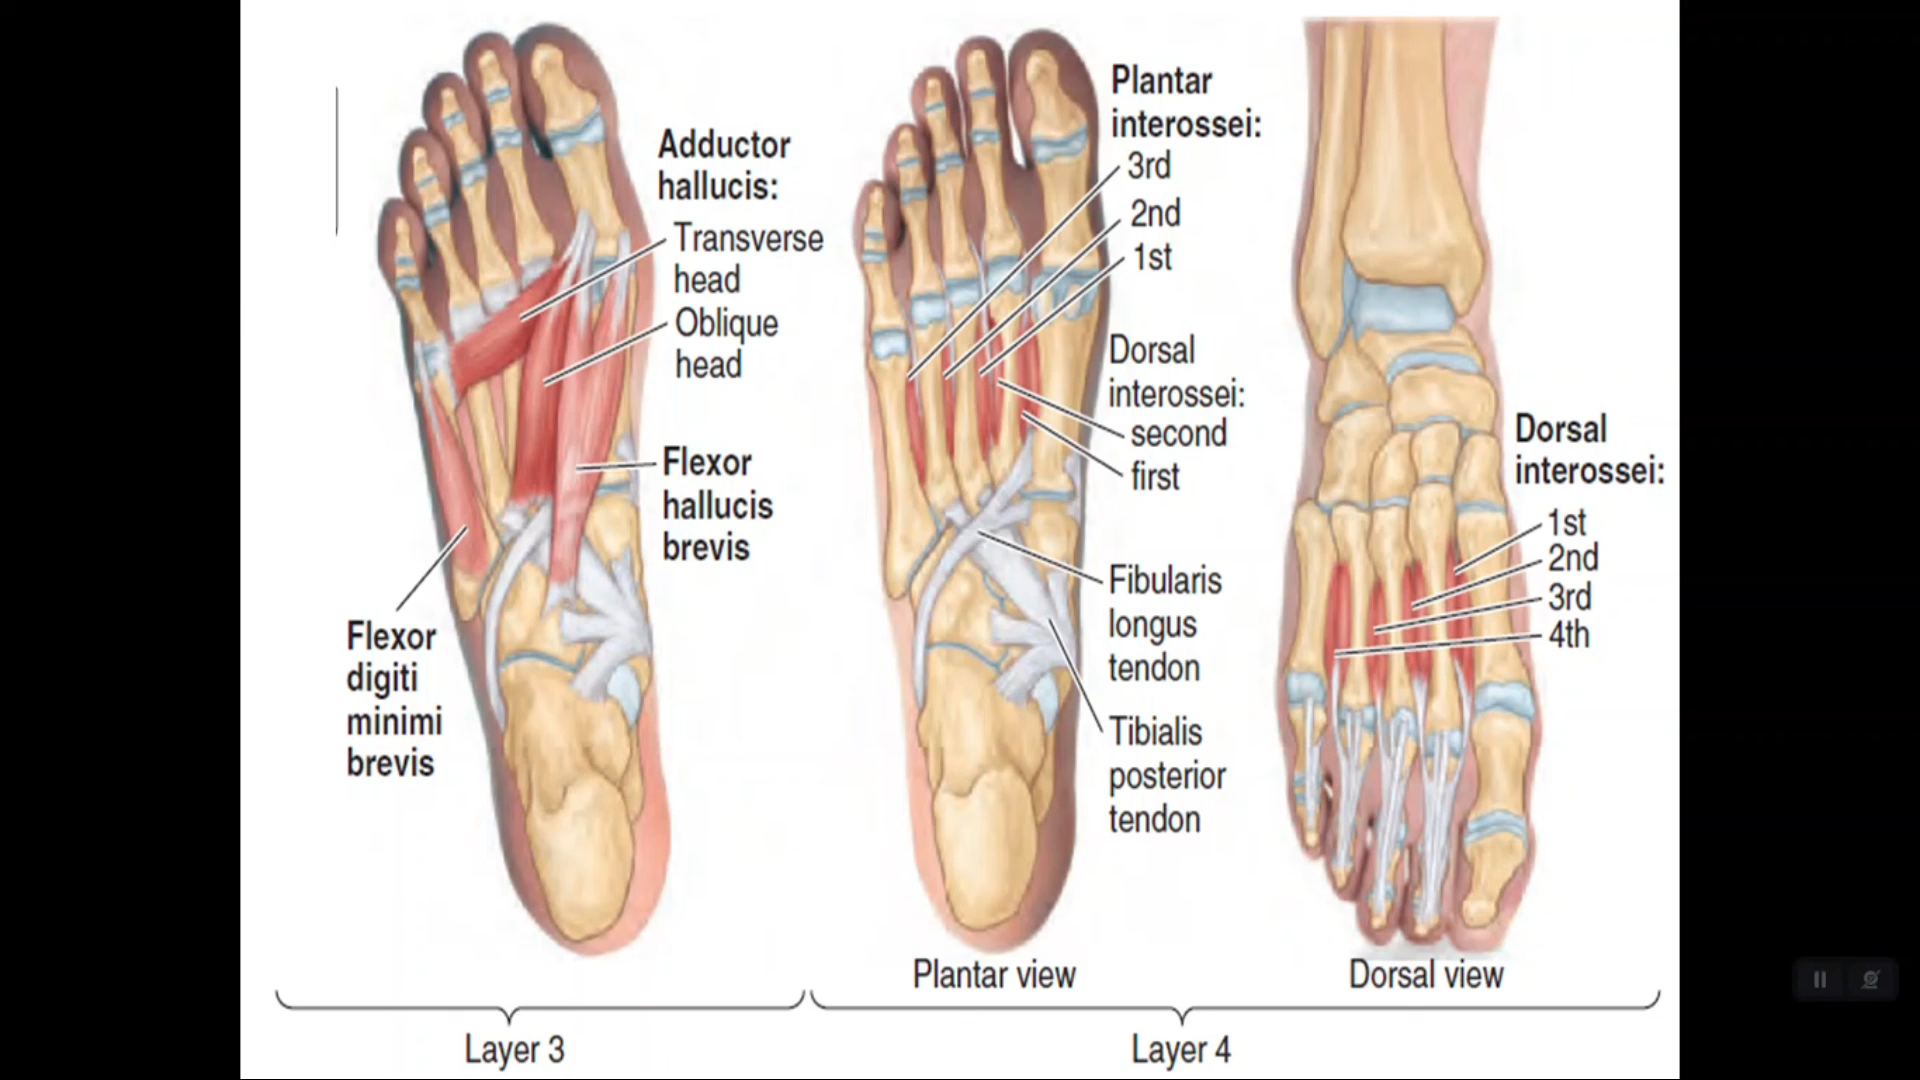 Adductor
hallucis:
Transverse
head
Oblique
head
Flexor
hallucis
brevis
Flexor
digiti
minimi
brevis
Layer 3
Plantar
interossei:
3rd
2nd
1st
Dorsal
interossei:
second
first
Fibularis
longus
tendon
Tibialis
posterior
tendon
Plantar view
Dorsal
interossei:
1st
2nd
3rd
4th
Dorsal view
Layer 4